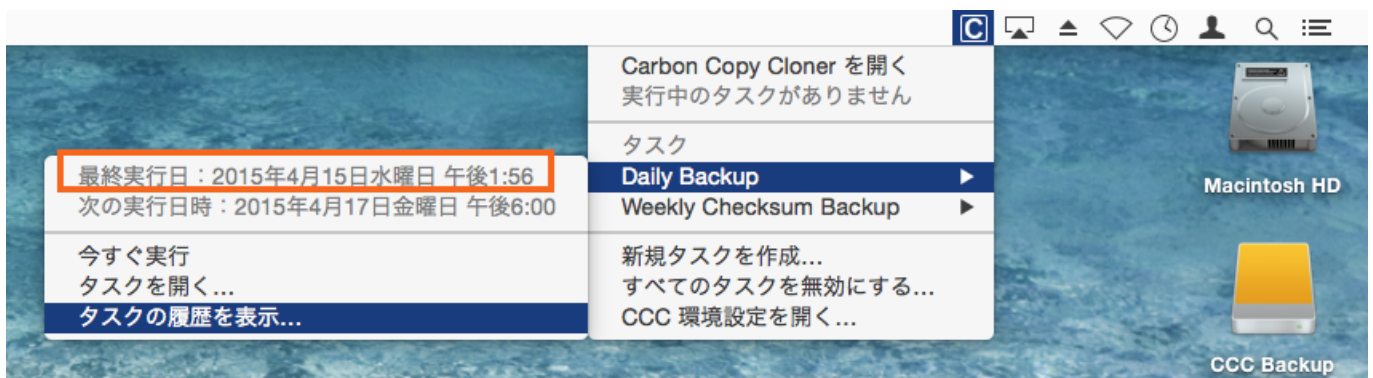 C
Carbon Copy Cloner を開く
実行中のタスクがありません
タスク
Daily Backup
Weekly Checksum Backup
新規タスクを作成...
すべてのタスクを無効にする...
CCC 環境設定を開く...
最終実行日：2015年4月15日水曜日 午後1:56
次の実行日時：2015年4月17日金曜日 午後6:00
今すぐ実行
タスクを開く...
タスクの履歴を表示...
Macintosh HD
CCC Backup